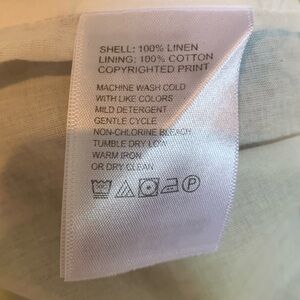 SHELL: 100% LINEN
LINING: 100% COTTON
COPYRIGHTED PRINT
MACHINE WASH COLD
WITH LIKE COLORS
MILD DETERGENT
GENTLE CYCLE
NON-CHLORINE BLEACH
TUMBLE DRY LOW
WARM IRON
OR DRY CLEAN
P